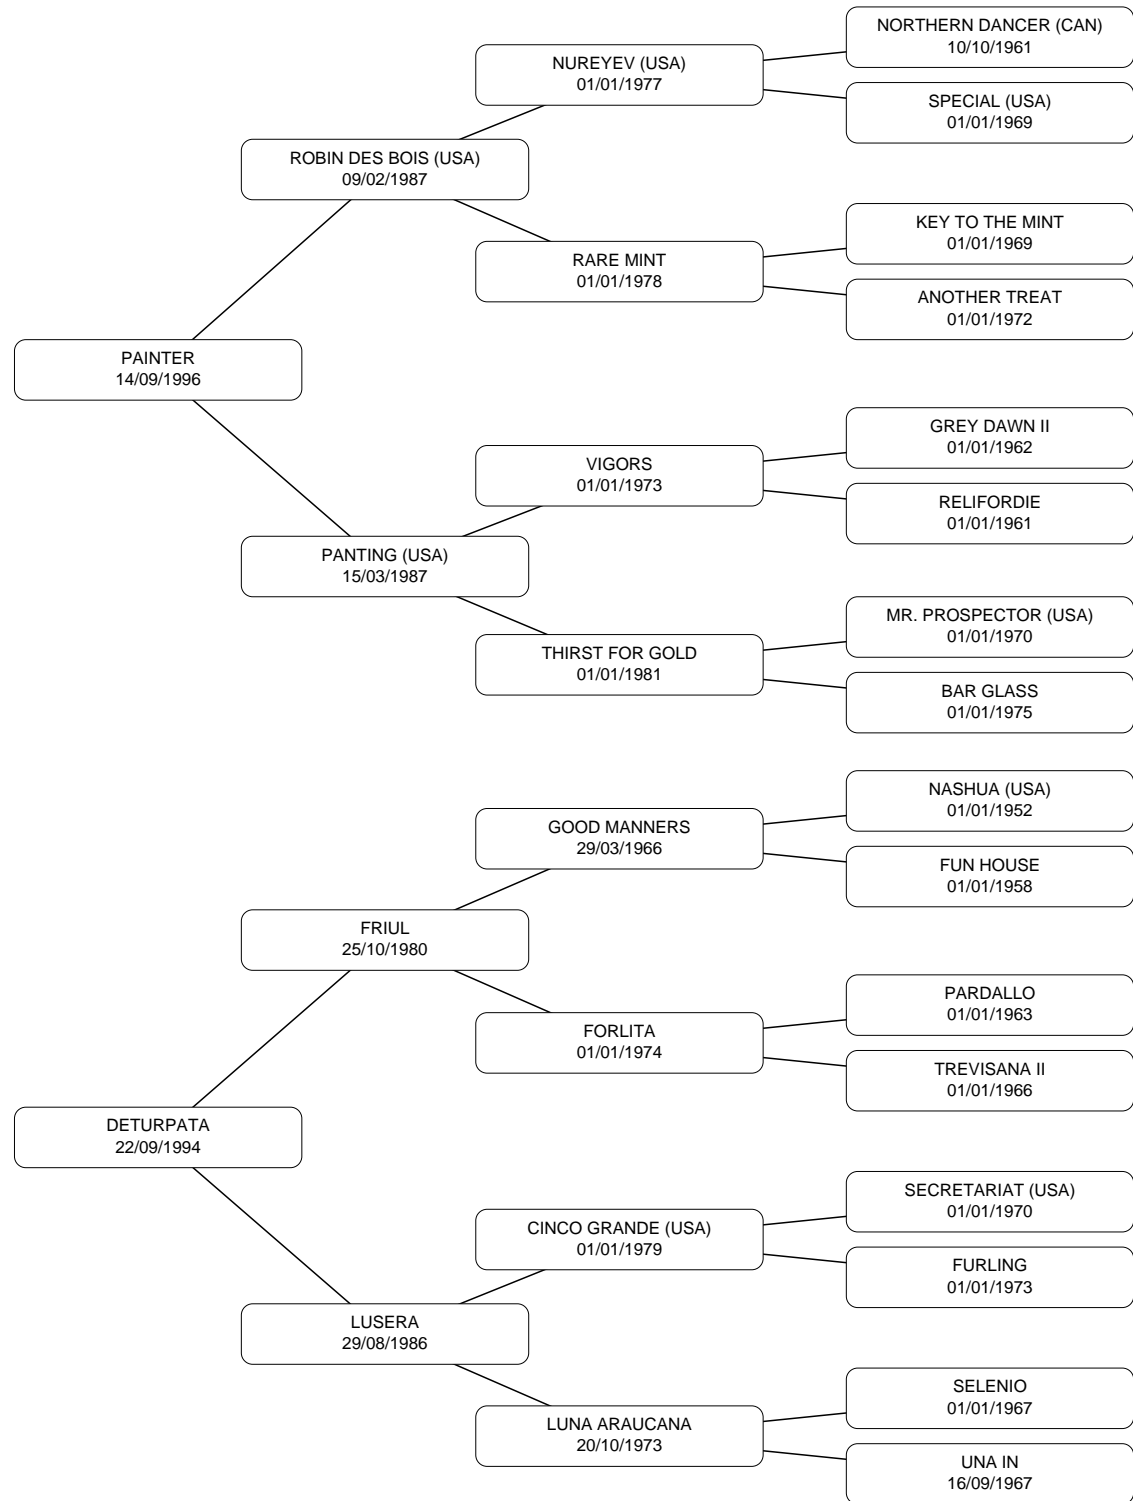 NORTHERN DANCER (CAN)
10/10/1961
NUREYEV (USA)
01/01/1977
SPECIAL (USA)
01/01/1969
ROBIN DES BOIS (USA)
09/02/1987
KEY TO THE MINT
01/01/1969
RARE MINT
01/01/1978
ANOTHER TREAT
01/01/1972
PAINTER
14/09/1996
GREY DAWN II
01/01/1962
VIGORS
01/01/1973
RELIFORDIE
01/01/1961
PANTING (USA)
15/03/1987
MR. PROSPECTOR (USA)
01/01/1970
THIRST FOR GOLD
01/01/1981
BAR GLASS
01/01/1975
NASHUA (USA)
01/01/1952
GOOD MANNERS
29/03/1966
FUN HOUSE
01/01/1958
FRIUL
25/10/1980
PARDALLO
01/01/1963
FORLITA
01/01/1974
TREVISANA II
01/01/1966
DETURPATA
22/09/1994
SECRETARIAT (USA)
01/01/1970
CINCO GRANDE (USA)
01/01/1979
FURLING
01/01/1973
LUSERA
29/08/1986
SELENIO
01/01/1967
LUNA ARAUCANA
20/10/1973
UNA IN
16/09/1967